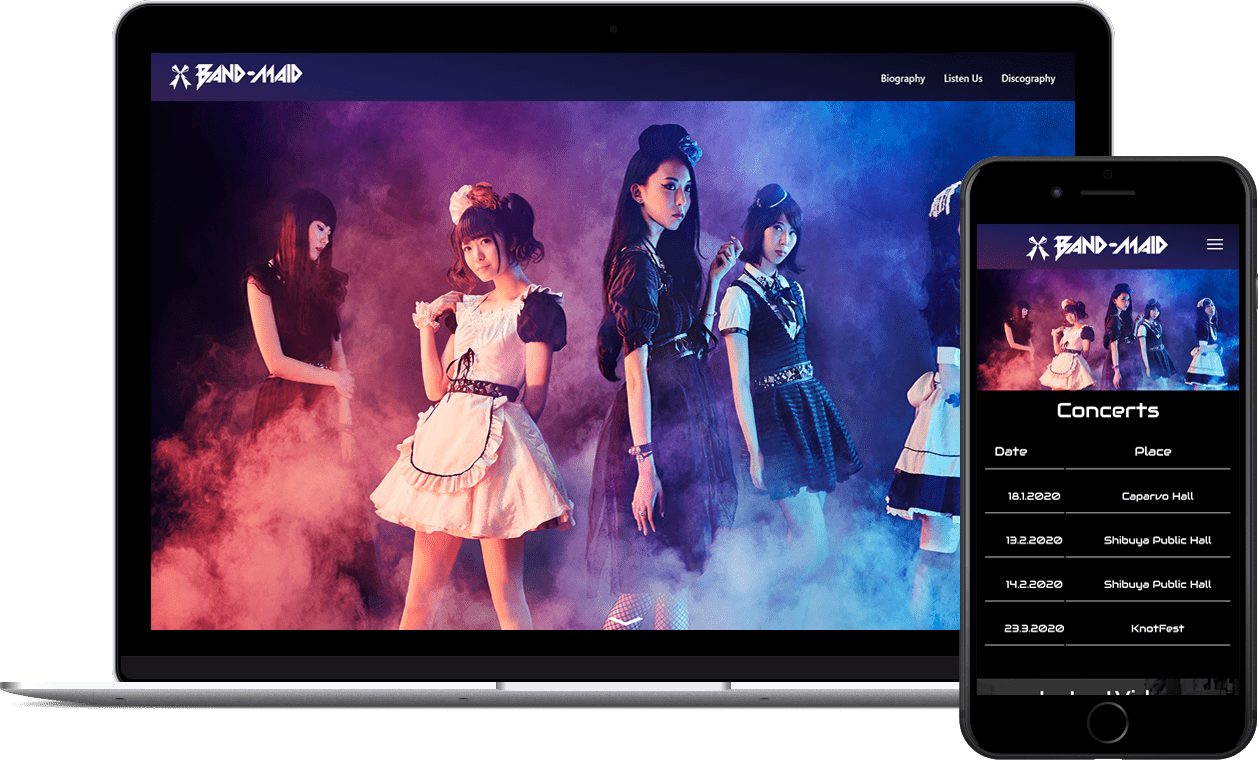 BAND-MAID
Biography Listen Us Discography
BAND-MAID
Concerts
Date Place
18.1.2020 Caparvo Hall
13.2.2020 Shibuya Public Hall
14.2.2020 Shibuya Public Hall
23.3.2020 KnotFest